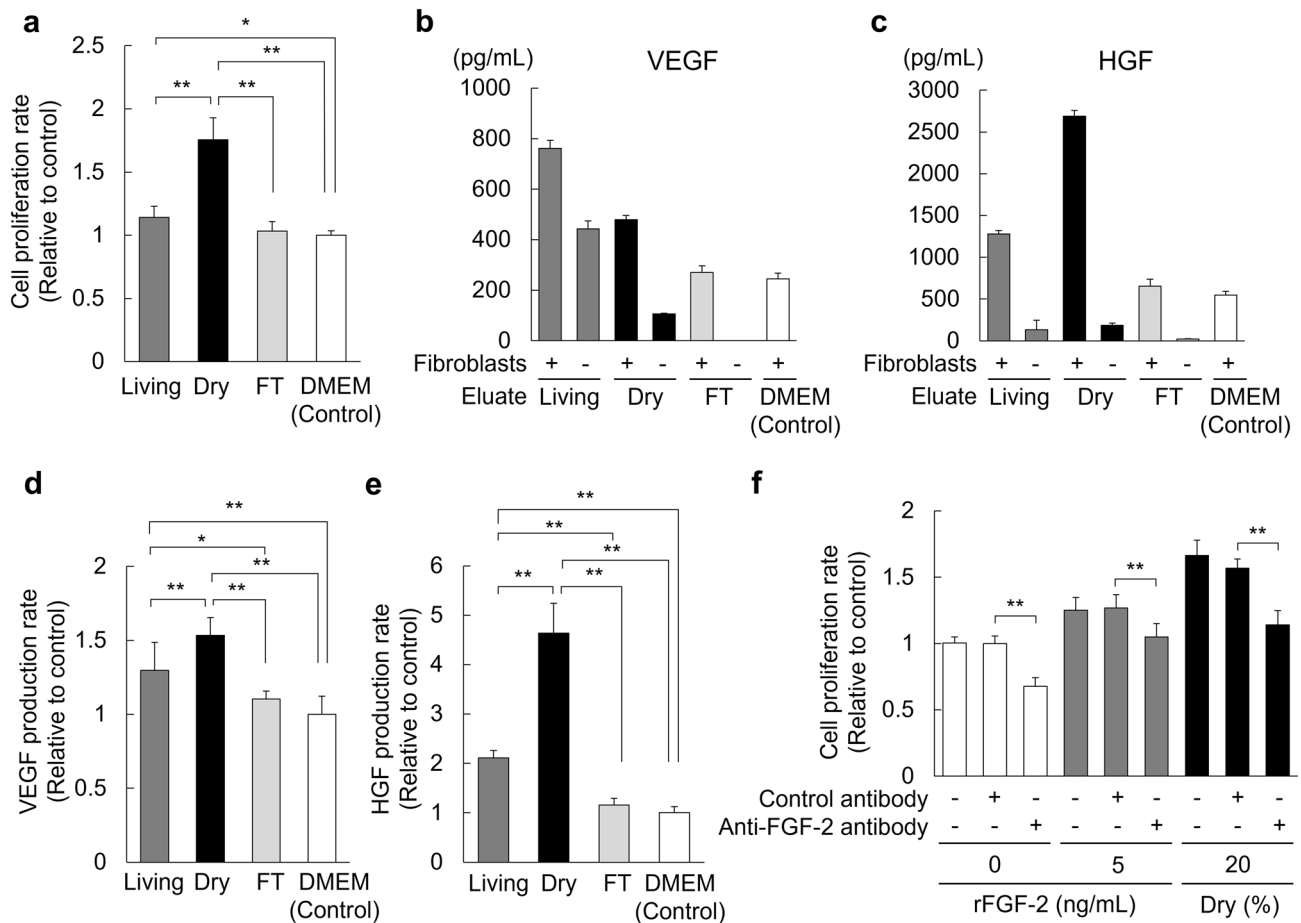 a
Cell proliferation rate
(Relative to control)
2.5
2
1.5
1
0.5
0
*
**
**
**
Living Dry FT DMEM
(Control)
b
(pg/mL) VEGF
1000
800
600
400
200
0
Fibroblasts + - + - + - +
Eluate Living Dry FT DMEM
(Control)
c
(pg/mL) HGF
3000
2500
2000
1500
1000
500
0
Fibroblasts + - + - + - +
Eluate Living Dry FT DMEM
(Control)
d
VEGF production rate
(Relative to control)
2
1.5
1
0.5
0
**
*
**
**
**
Living Dry FT DMEM
(Control)
e
HGF production rate
(Relative to control)
6
5
4
3
2
1
0
**
**
**
**
**
Living Dry FT DMEM
(Control)
f
Cell proliferation rate
(Relative to control)
2
1.5
1
0.5
0
**
**
**
Control antibody - + - - + - - + -
Anti-FGF-2 antibody - - + - - + - - +
0 5 20
rFGF-2 (ng/mL) Dry (%)